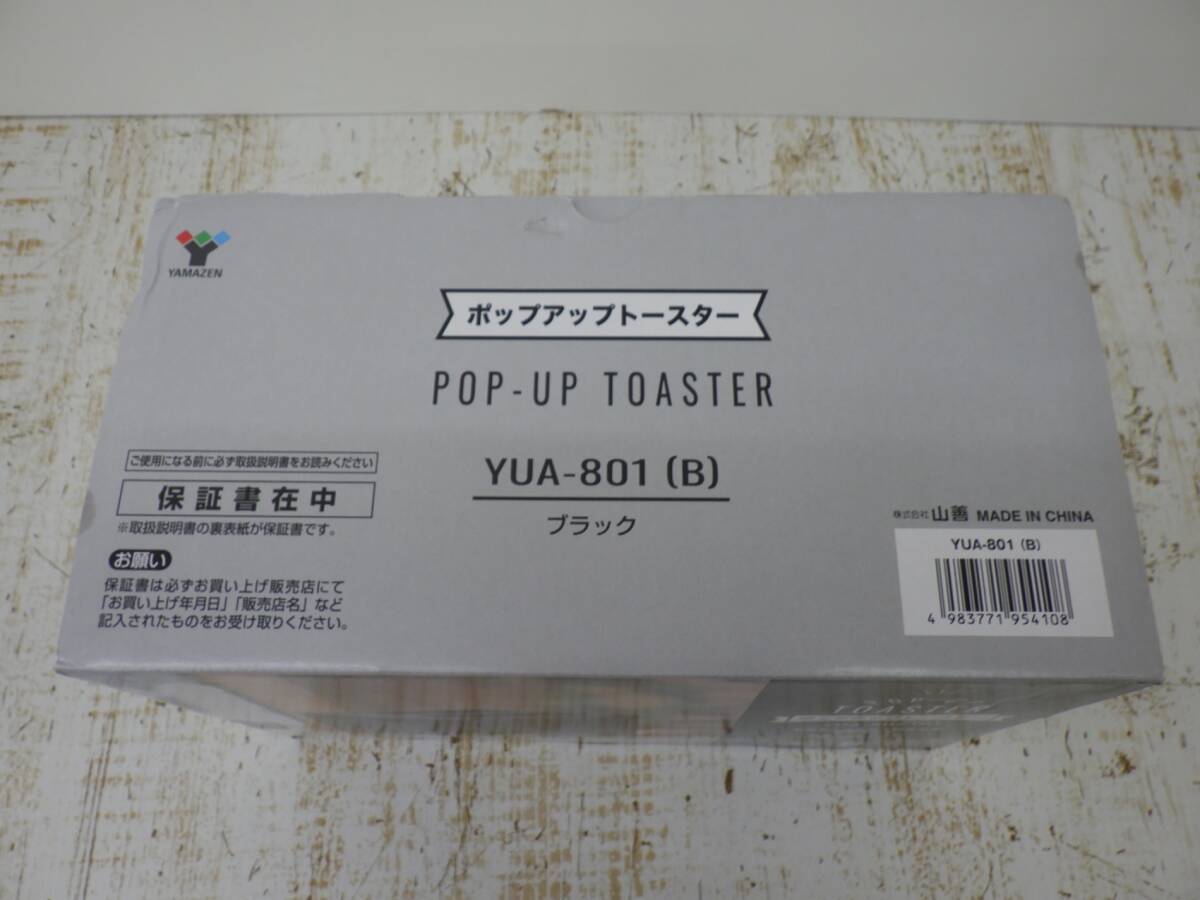 YAMAZEN
ポップアップトースター
POP-UP TOASTER
YUA-801 (B)
ブラック
ご使用になる前に必ず取扱説明書をお読みください
保証書在中
※取扱説明書の裏表紙が保証書です。
お願い
保証書は必ずお買い上げ販売店にて
「お買い上げ年月日」「販売店名」など
記入されたものをお受け取りください。
株式会社 山善 MADE IN CHINA
YUA-801 (B)
4 983771 954108
TOASTER